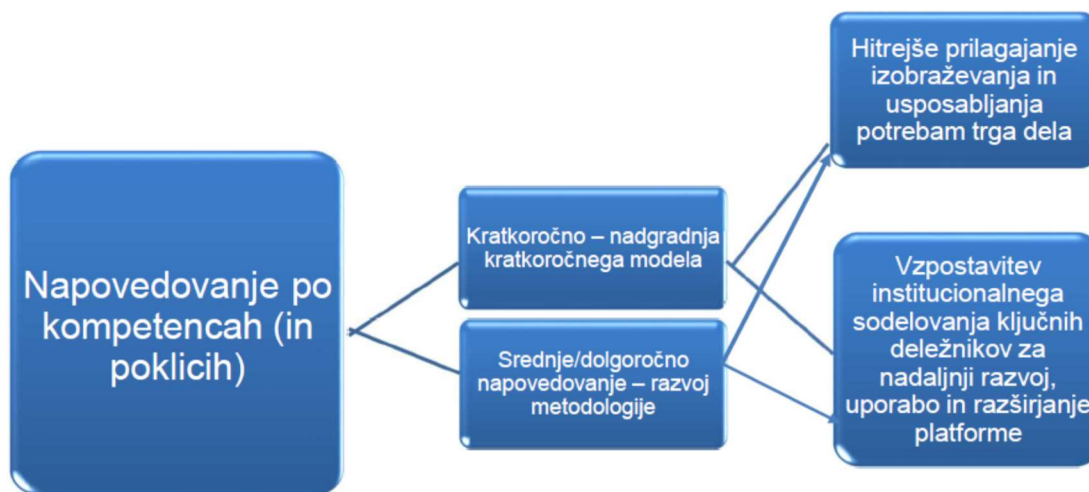 Napovedovanje po
kompetencah (in
poklicih)
Kratkoročno – nadgradnja
kratkoročnega modela
Srednje/dolgoročno
napovedovanje – razvoj
metodologije
Hitrejše prilagajanje
izobraževanja in
usposabljanja
potrebam trga dela
Vzpostavitev
institucionalnega
sodelovanja ključnih
deležnikov za
nadaljnji razvoj,
uporabo in razširjanje
platforme